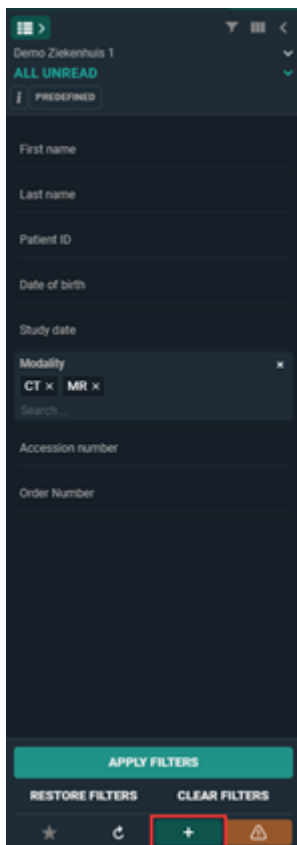 Demo Ziekenhuis 1
ALL UNREAD
i PREDEFINED
First name
Last name
Patient ID
Date of birth
Study date
Modality ×
CT × MR ×
Search...
Accession number
Order Number
APPLY FILTERS
RESTORE FILTERS CLEAR FILTERS